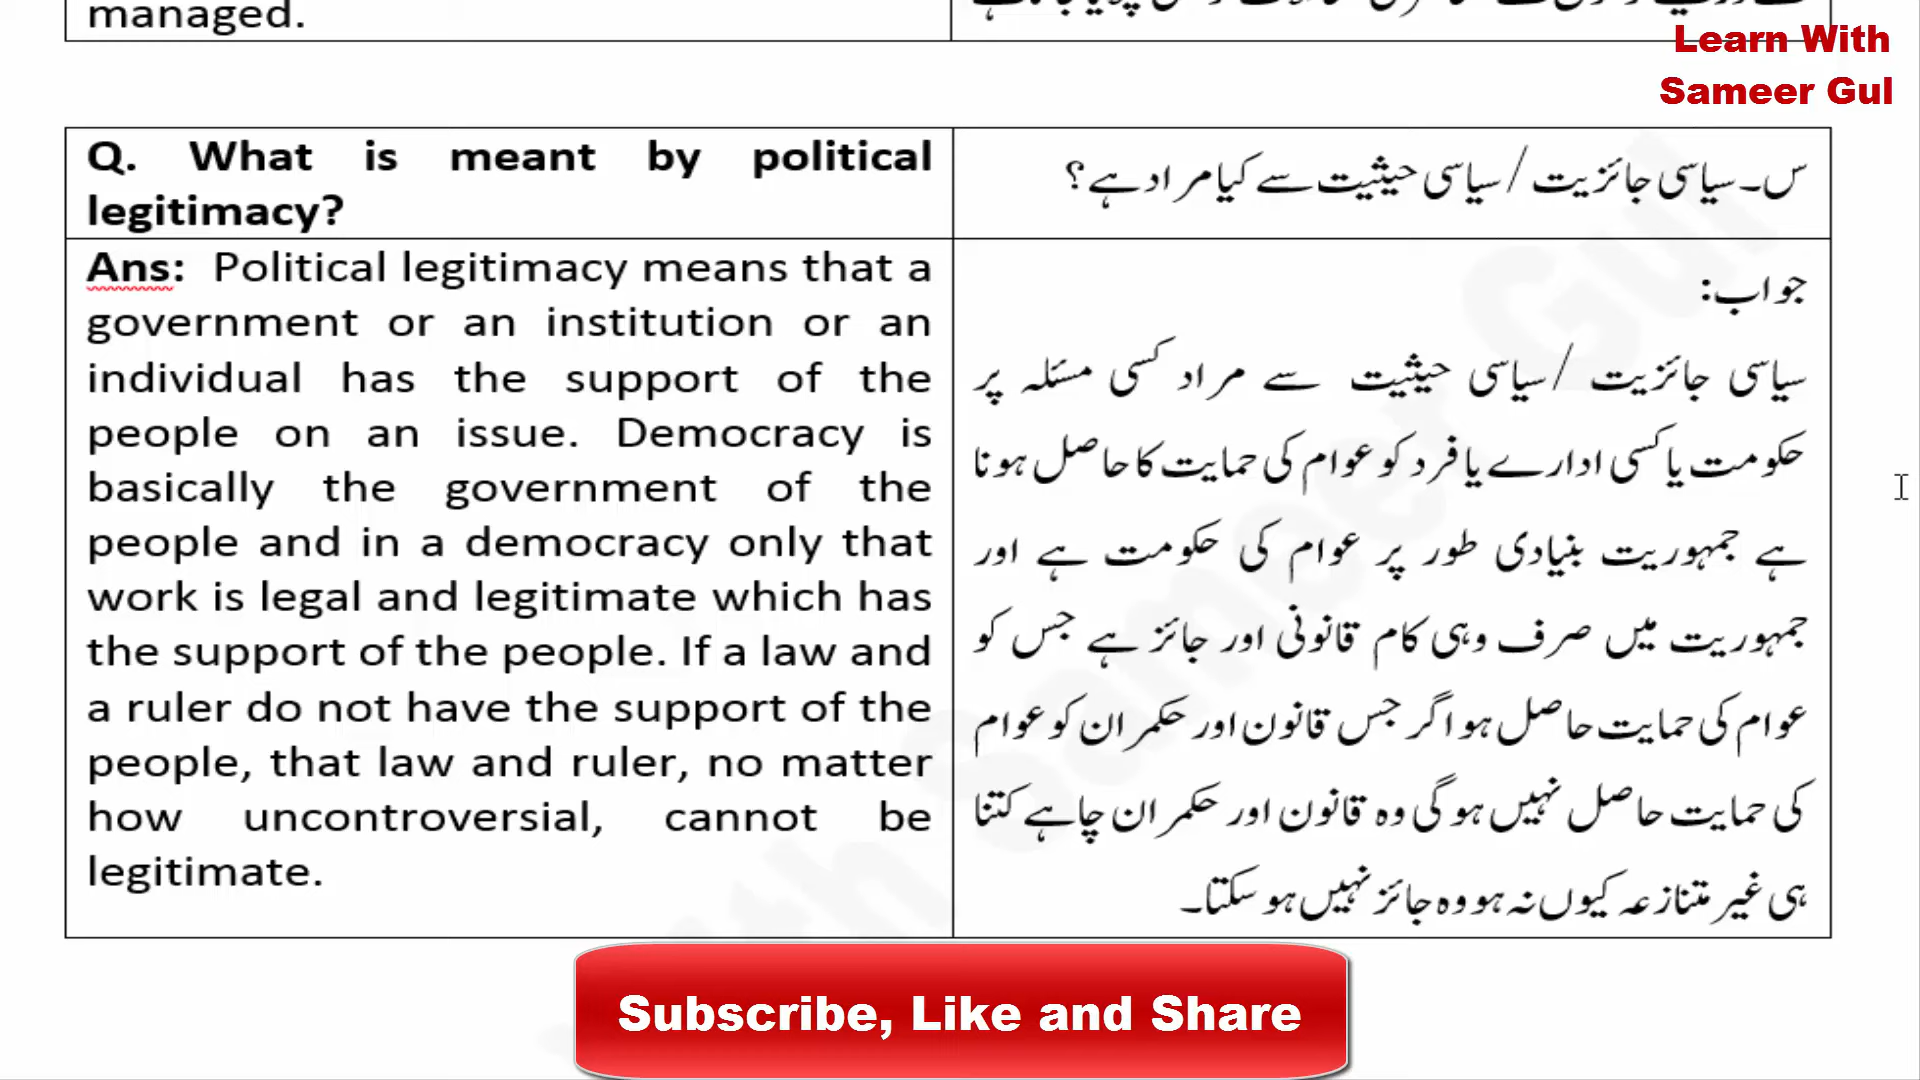 managed.
Learn With
Sameer Gul
Q. What is meant by political
legitimacy?
س۔ سیاسی جائزیت / سیاسی حیثیت سے کیا مراد ہے؟
Ans: Political legitimacy means that a
government or an institution or an
individual has the support of the
people on an issue. Democracy is
basically the government of the
people and in a democracy only that
work is legal and legitimate which has
the support of the people. If a law and
a ruler do not have the support of the
people, that law and ruler, no matter
how uncontroversial, cannot be
legitimate.
جواب:
سیاسی جائزیت / سیاسی حیثیت سے مراد کسی مسئلہ پر
حکومت یا کسی ادارے یا فرد کو عوام کی حمایت کا حاصل ہونا
ہے جمہوریت بنیادی طور پر عوام کی حکومت ہے اور
جمہوریت میں صرف وہی کام قانونی اور جائز ہے جس کو
عوام کی حمایت حاصل ہو اگر جس قانون اور حکمران کو عوام
کی حمایت حاصل نہیں ہو گی وہ قانون اور حکمران چاہے کتنا
ہی غیر متنازعہ کیوں نہ ہو وہ جائز نہیں ہو سکتا۔
Subscribe, Like and Share